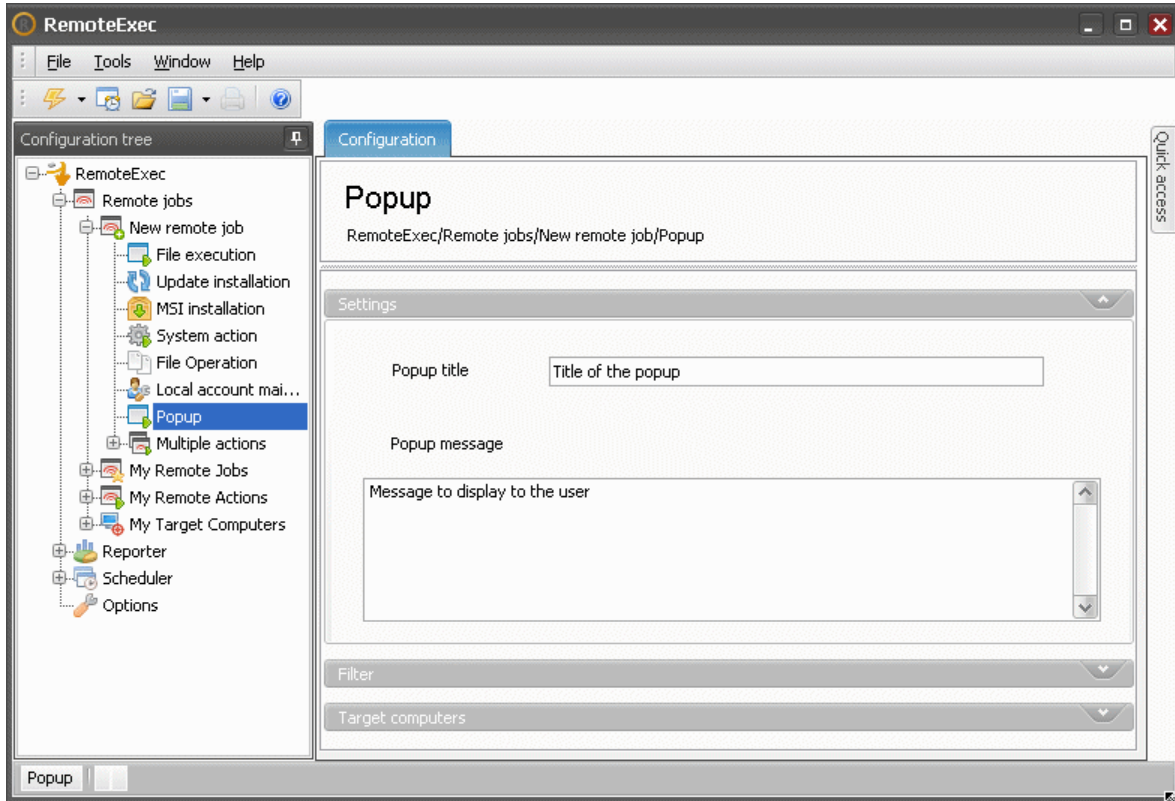 RemoteExec
File Tools Window Help
Configuration tree
RemoteExec
Remote jobs
New remote job
File execution
Update installation
MSI installation
System action
File Operation
Local account mai...
Popup
Multiple actions
My Remote Jobs
My Remote Actions
My Target Computers
Reporter
Scheduler
Options
Configuration
Popup
RemoteExec/Remote jobs/New remote job/Popup
Settings
Popup title
Title of the popup
Popup message
Message to display to the user
Filter
Target computers
Quick access
Popup